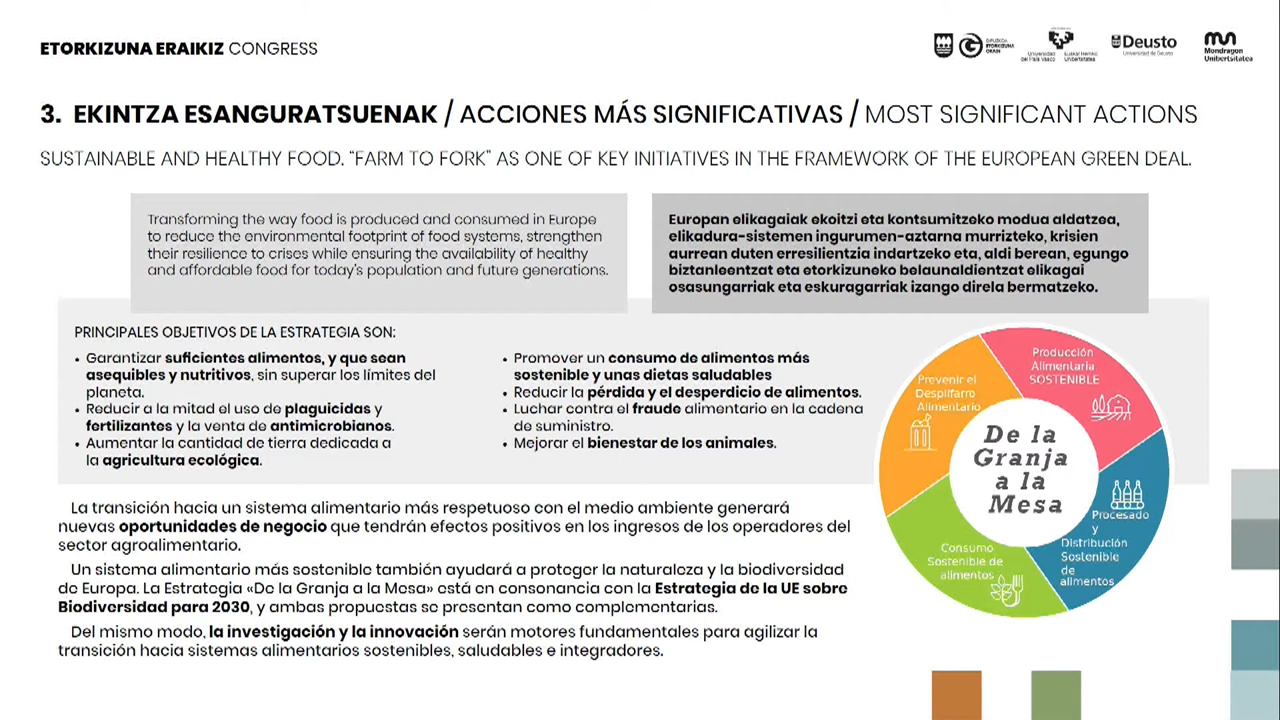 ETORKIZUNA ERAIKIZ CONGRESS
DIPUZKOA
ETORKIZUNA
Universidad
del País Vasco
Euskal Herriko
Unibertsitatea
Deusto
Universidad de Deusto
Mondragon
Unibertsitatea
3. EKINTZA ESANGURATSUENAK / ACCIONES MÁS SIGNIFICATIVAS / MOST SIGNIFICANT ACTIONS
SUSTAINABLE AND HEALTHY FOOD. "FARM TO FORK" AS ONE OF KEY INITIATIVES IN THE FRAMEWORK OF THE EUROPEAN GREEN DEAL.
Transforming the way food is produced and consumed in Europe
to reduce the environmental footprint of food systems, strengthen
their resilience to crises while ensuring the availability of healthy
and affordable food for today's population and future generations.
Europan elikagaiak ekoitzi eta kontsumitzeko modua aldatzea,
elikadura-sistemen ingurumen-aztarna murrizteko, krisien
aurrean duten erresilientzia indartzeko eta, aldi berean, egungo
biztanleentzat eta etorkizuneko belaunaldientzat elikagai
osasungarriak eta eskuragarriak izango direla bermatzeko.
PRINCIPALES OBJETIVOS DE LA ESTRATEGIA SON:
• Garantizar suficientes alimentos, y que sean
asequibles y nutritivos, sin superar los límites del
planeta.
• Reducir a la mitad el uso de plaguicidas y
fertilizantes y la venta de antimicrobianos.
• Aumentar la cantidad de tierra dedicada a
la agricultura ecológica.
• Promover un consumo de alimentos más
sostenible y unas dietas saludables
• Reducir la pérdida y el desperdicio de alimentos.
• Luchar contra el fraude alimentario en la cadena
de suministro.
• Mejorar el bienestar de los animales.
La transición hacia un sistema alimentario más respetuoso con el medio ambiente generará
nuevas oportunidades de negocio que tendrán efectos positivos en los ingresos de los operadores del
sector agroalimentario.
Un sistema alimentario más sostenible también ayudará a proteger la naturaleza y la biodiversidad
de Europa. La Estrategia «De la Granja a la Mesa» está en consonancia con la Estrategia de la UE sobre
Biodiversidad para 2030, y ambas propuestas se presentan como complementarias.
Del mismo modo, la investigación y la innovación serán motores fundamentales para agilizar la
transición hacia sistemas alimentarios sostenibles, saludables e integradores.
Prevenir el
Despilfarro
Alimentario
Producción
Alimentaria
SOSTENIBLE
De la
Granja
a la
Mesa
Procesado
y
Distribución
Sostenible
de
alimentos
Consumo
Sostenible de
alimentos